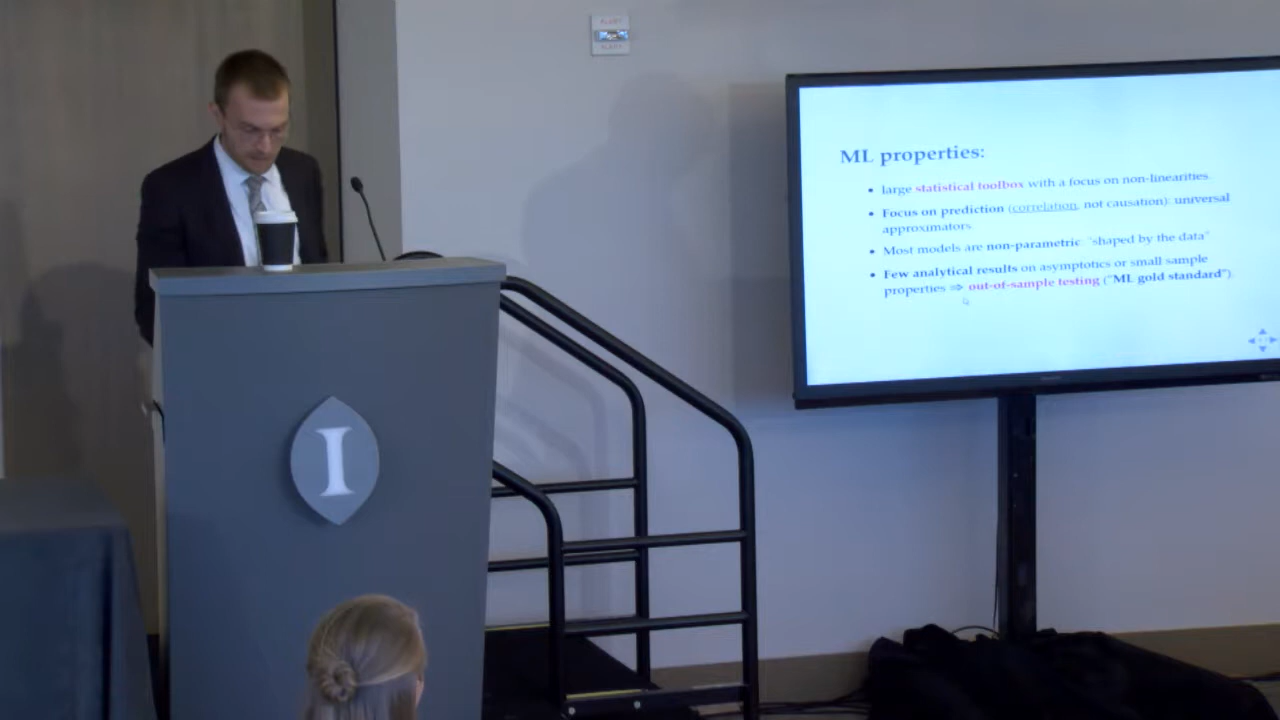 ML properties:
• large statistical toolbox with a focus on non-linearities.
• Focus on prediction (correlation, not causation): universal
approximators.
• Most models are non-parametric: "shaped by the data"
• Few analytical results on asymptotics or small sample
properties ⇒ out-of-sample testing ("ML gold standard").
I